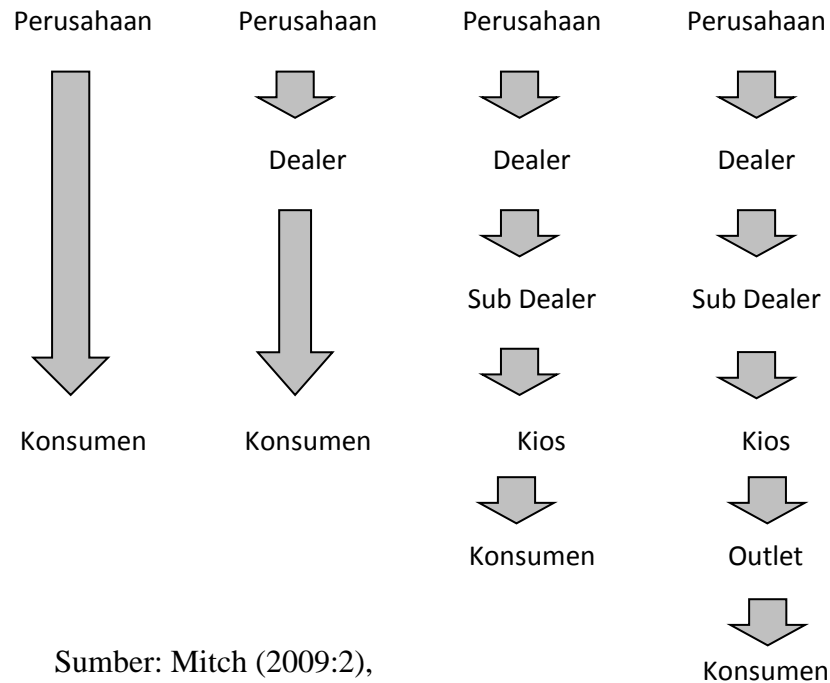 Perusahaan Perusahaan Perusahaan Perusahaan
Dealer Dealer Dealer
Sub Dealer Sub Dealer
Konsumen Konsumen Kios Kios
Konsumen Outlet
Sumber: Mitch (2009:2),
Konsumen